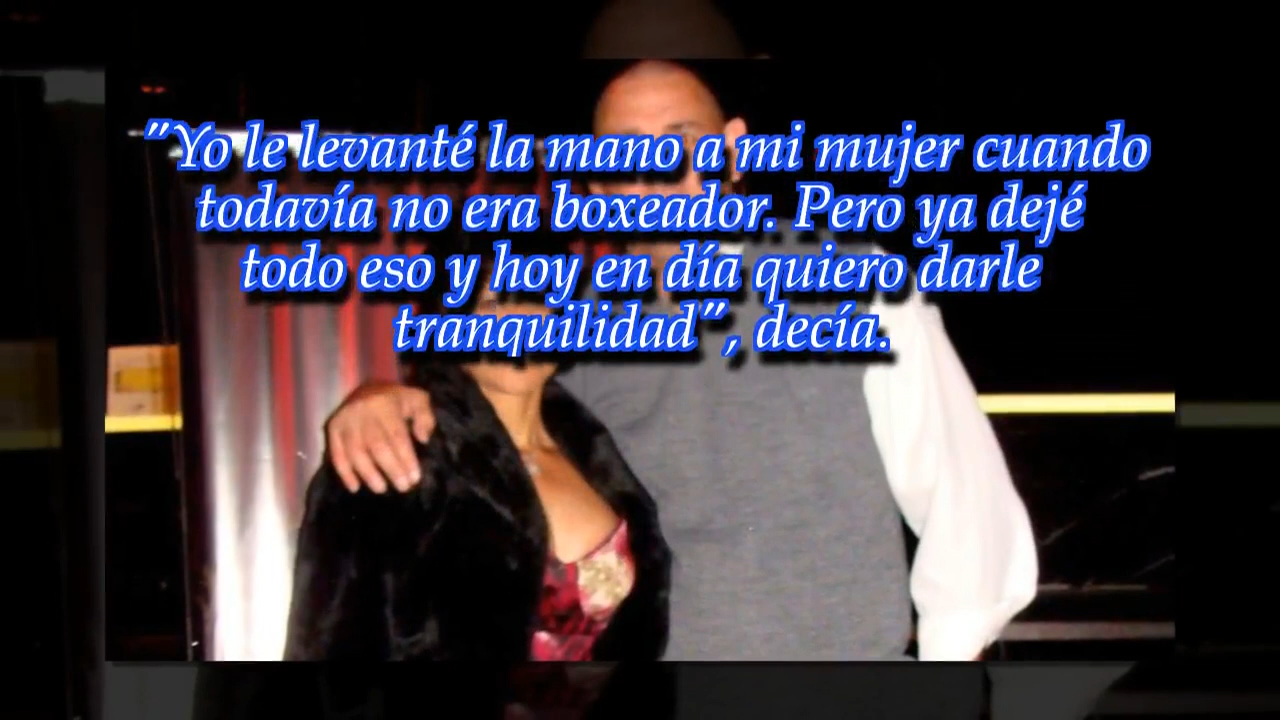 "Yo le levanté la mano a mi mujer cuando
todavía no era boxeador. Pero ya dejé
todo eso y hoy en día quiero darle
tranquilidad", decía.